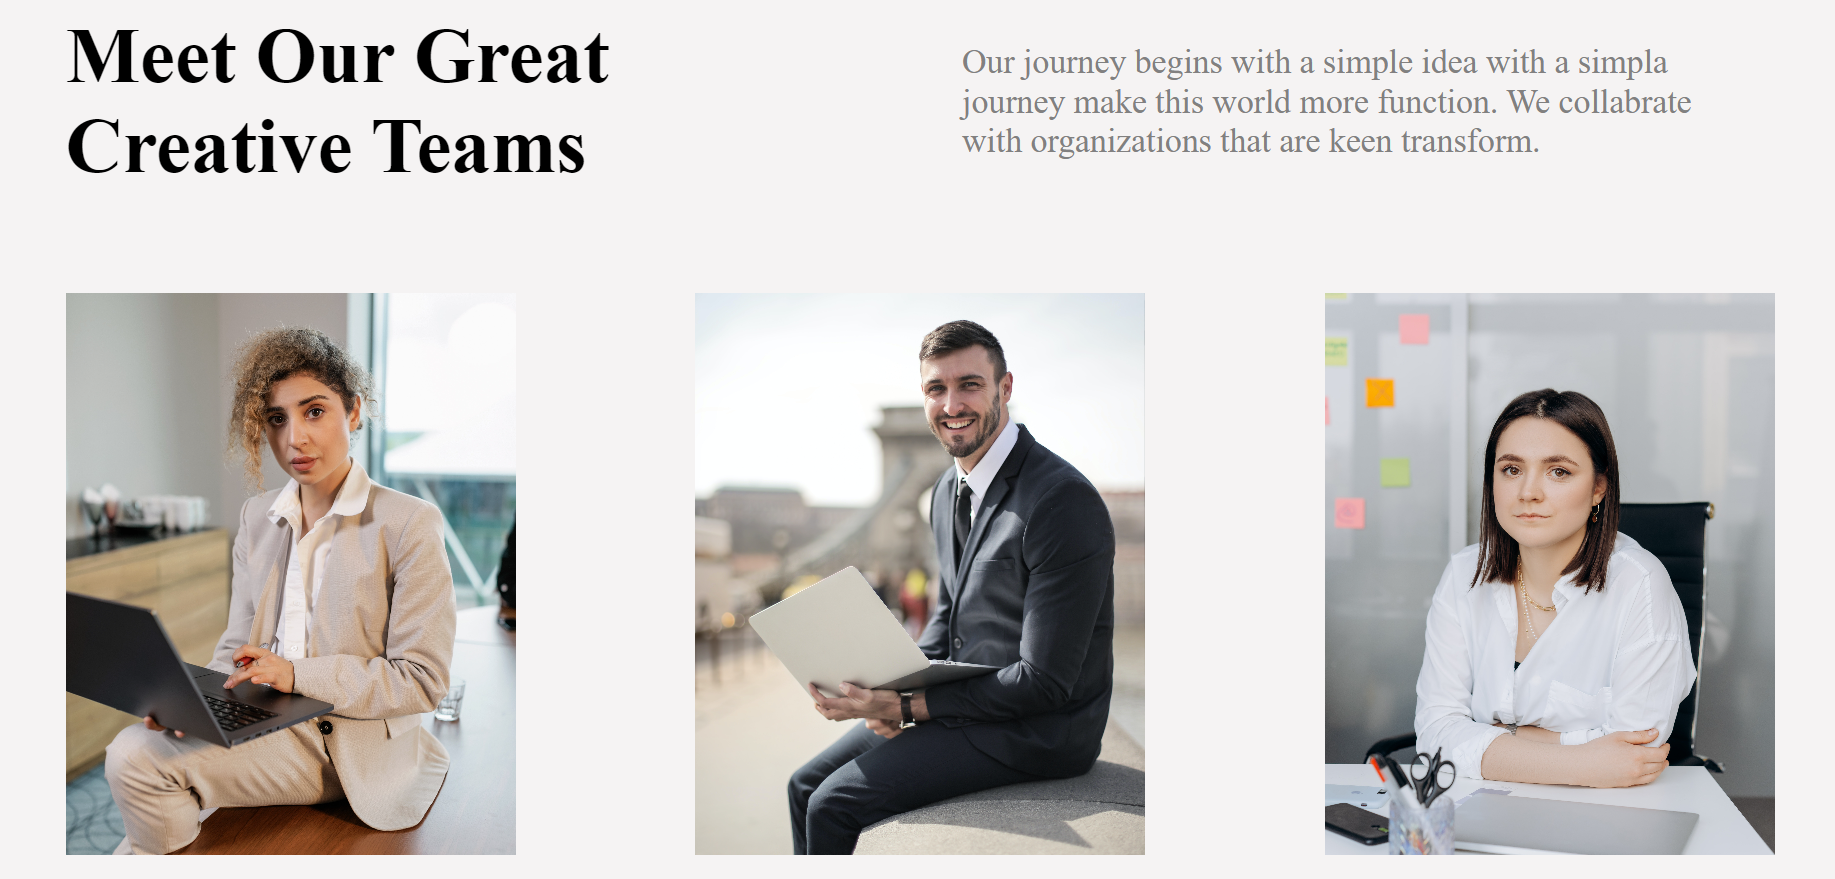 Meet Our Great
Creative Teams
Our journey begins with a simple idea with a simpla
journey make this world more function. We collabrate
with organizations that are keen transform.